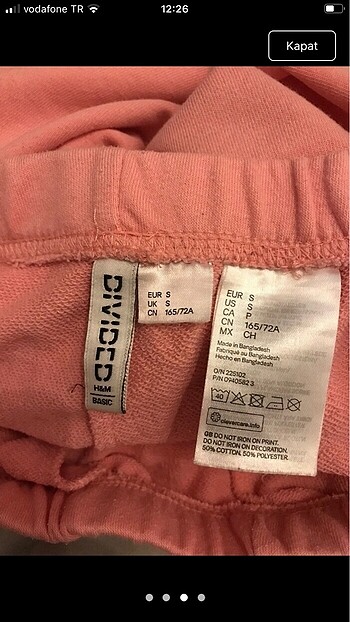 vodafone TR
12:26
Kapat
DIVIDED
H&M
BASIC
EUR S
UK S
CN 165/72A
EUR S
US S
CA P
CN 165/72A
MX CH
Made in Bangladesh
Fabriqué au Bangladesh
Hecho en Bangladesh
O/N 225102
P/N 0940582 3
40
clevercare.info
GB DO NOT IRON ON PRINT.
DO NOT IRON ON DECORATION.
50% COTTON, 50% POLYESTER.